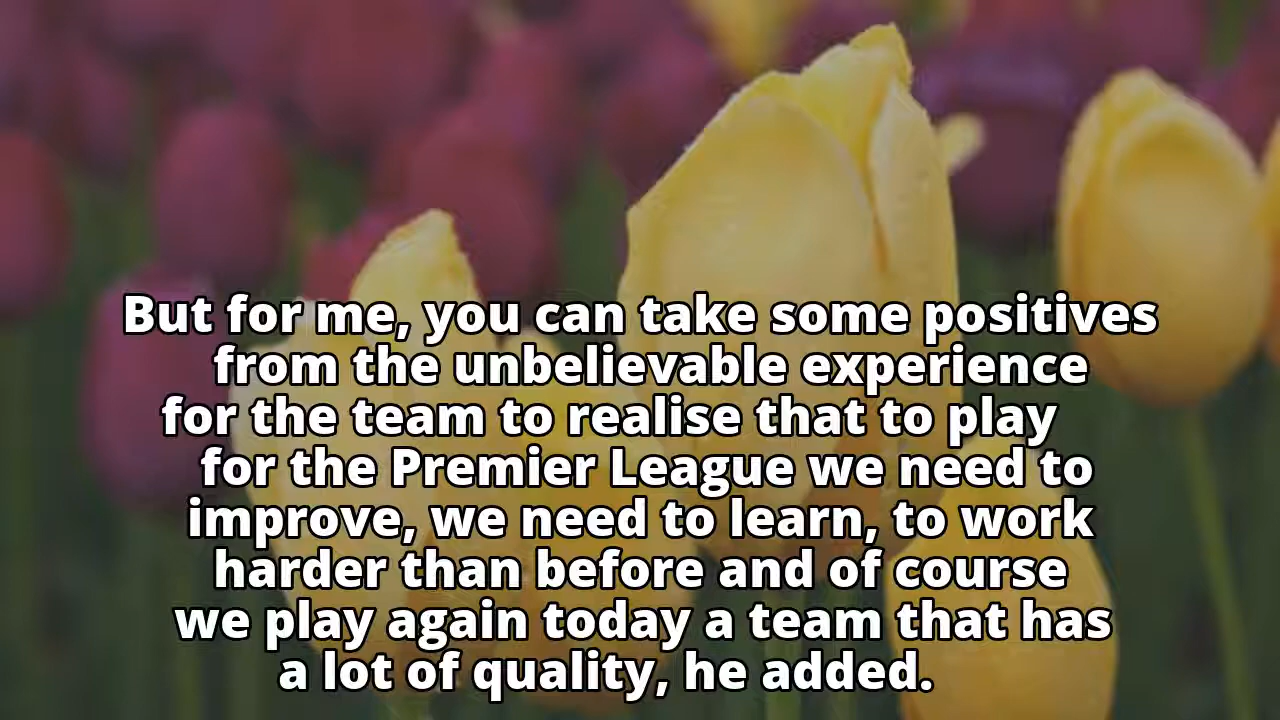 But for me, you can take some positives
from the unbelievable experience
for the team to realise that to play
for the Premier League we need to
improve, we need to learn, to work
harder than before and of course
we play again today a team that has
a lot of quality, he added.